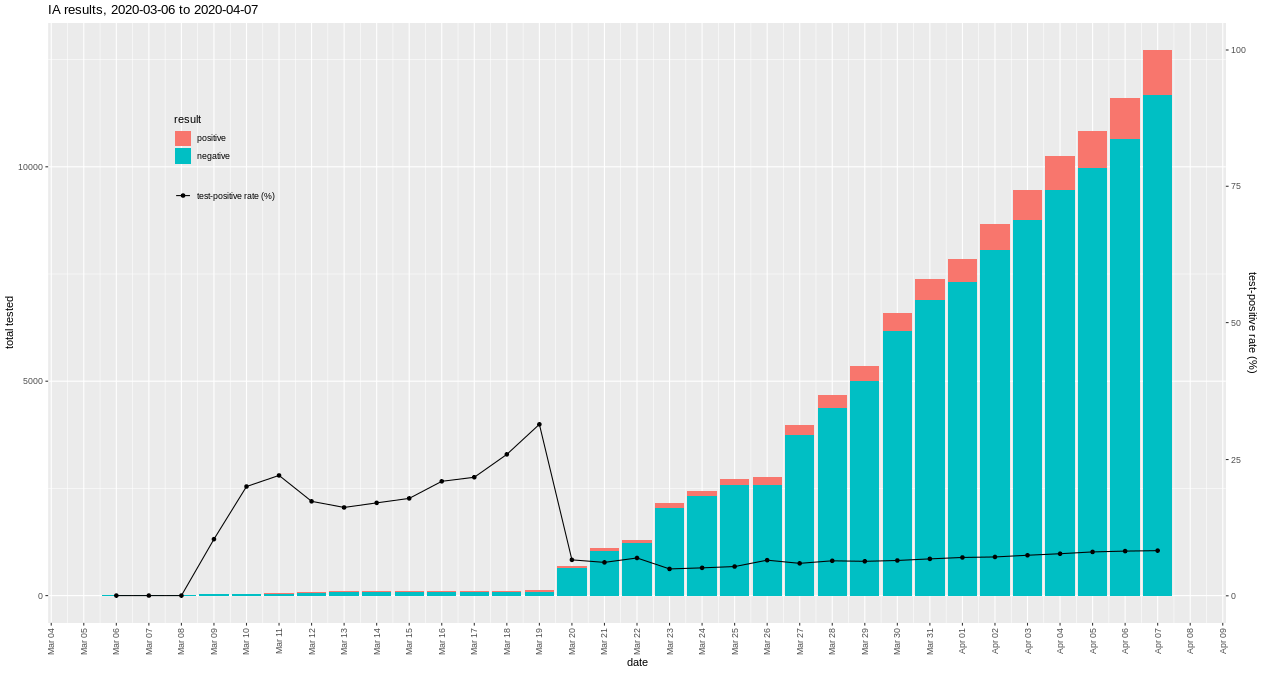 IA results, 2020-03-06 to 2020-04-07
result
positive
negative
test-positive rate (%)
total tested
10000
5000
0
100
75
50
25
0
test-positive rate (%)
Mar 04
Mar 05
Mar 06
Mar 07
Mar 08
Mar 09
Mar 10
Mar 11
Mar 12
Mar 13
Mar 14
Mar 15
Mar 16
Mar 17
Mar 18
Mar 19
Mar 20
Mar 21
Mar 22
Mar 23
Mar 24
Mar 25
Mar 26
Mar 27
Mar 28
Mar 29
Mar 30
Mar 31
Apr 01
Apr 02
Apr 03
Apr 04
Apr 05
Apr 06
Apr 07
Apr 08
Apr 09
date